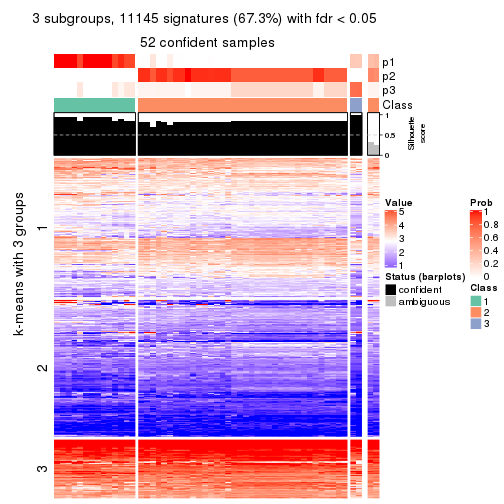 3 subgroups, 11145 signatures (67.3%) with fdr < 0.05
52 confident samples
p1
p2
p3
Class
1
0.5
0
Silhouette
score
k-means with 3 groups
1
2
3
Value
5
4
3
2
1
Status (barplots)
confident
ambiguous
Prob
1
0.8
0.6
0.4
0.2
0
Class
1
2
3